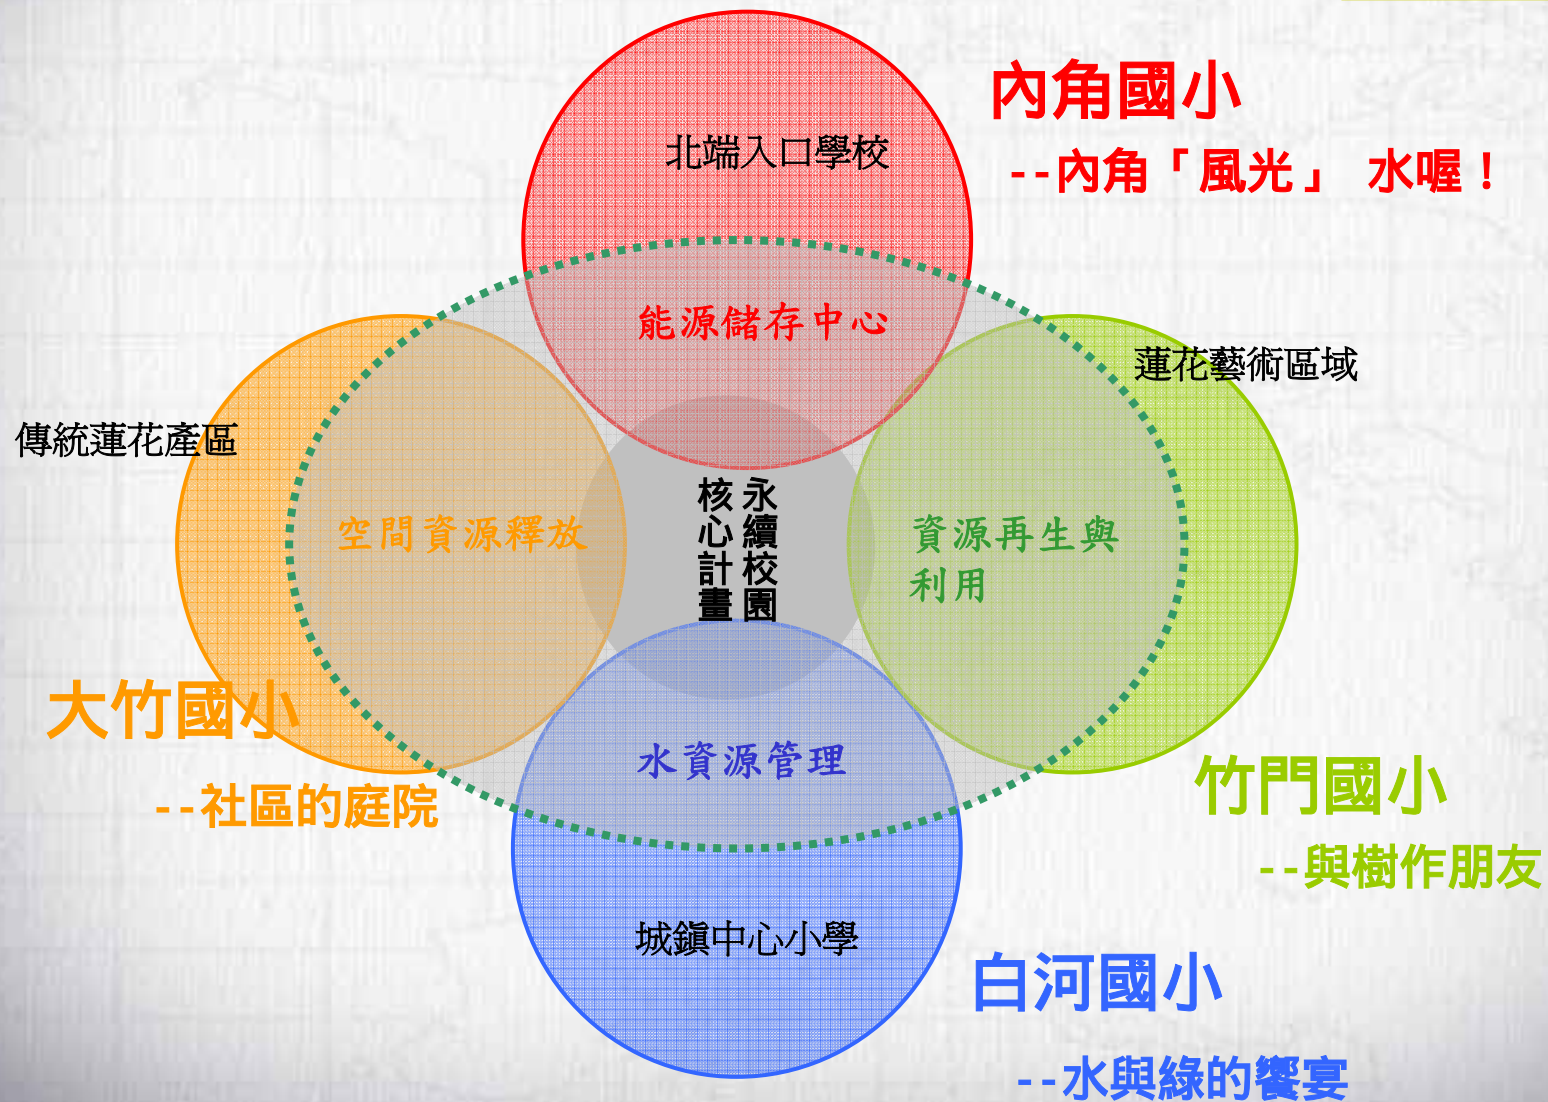 內角國小
--內角「風光」 水喔！
北端入口學校
能源儲存中心
蓮花藝術區域
傳統蓮花產區
空間資源釋放
永續校園
核心計畫
資源再生與
利用
大竹國小
--社區的庭院
水資源管理
竹門國小
--與樹作朋友
城鎮中心小學
白河國小
--水與綠的饗宴